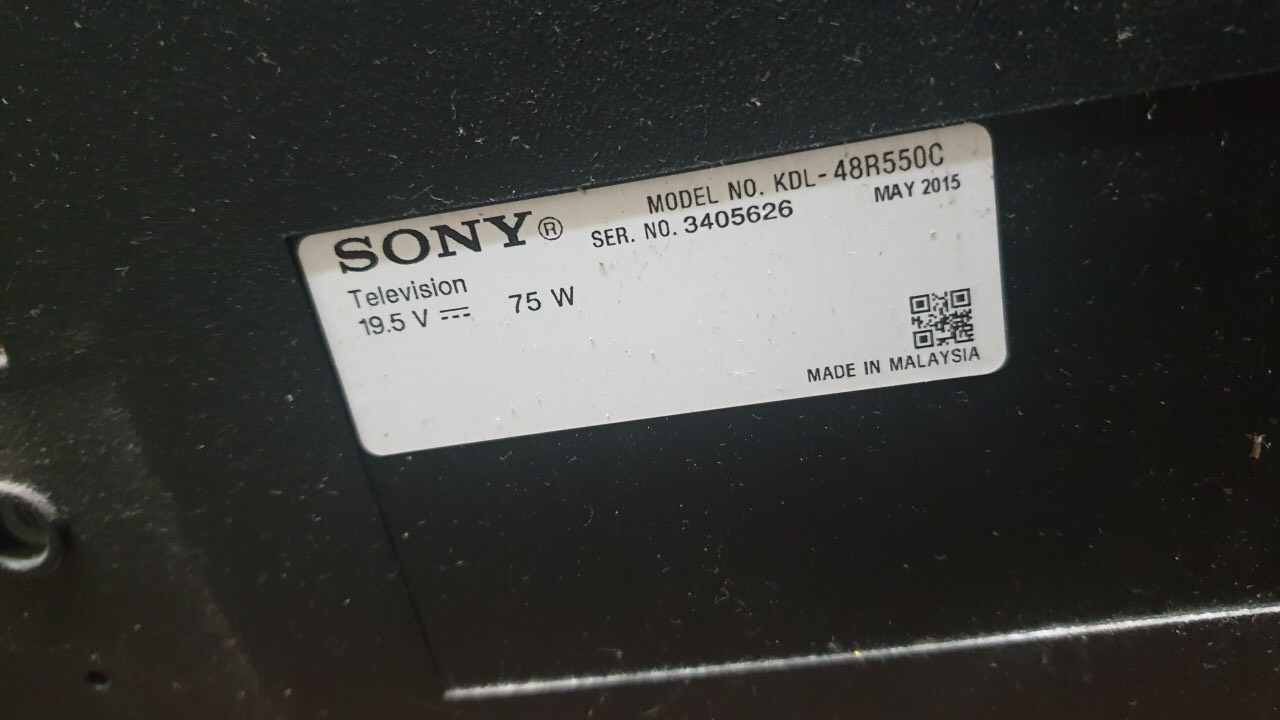 SONY®
MODEL NO. KDL-48R550C
SER. NO. 3405626
MAY 2015
Television
19.5 V ⎓ 75 W
MADE IN MALAYSIA